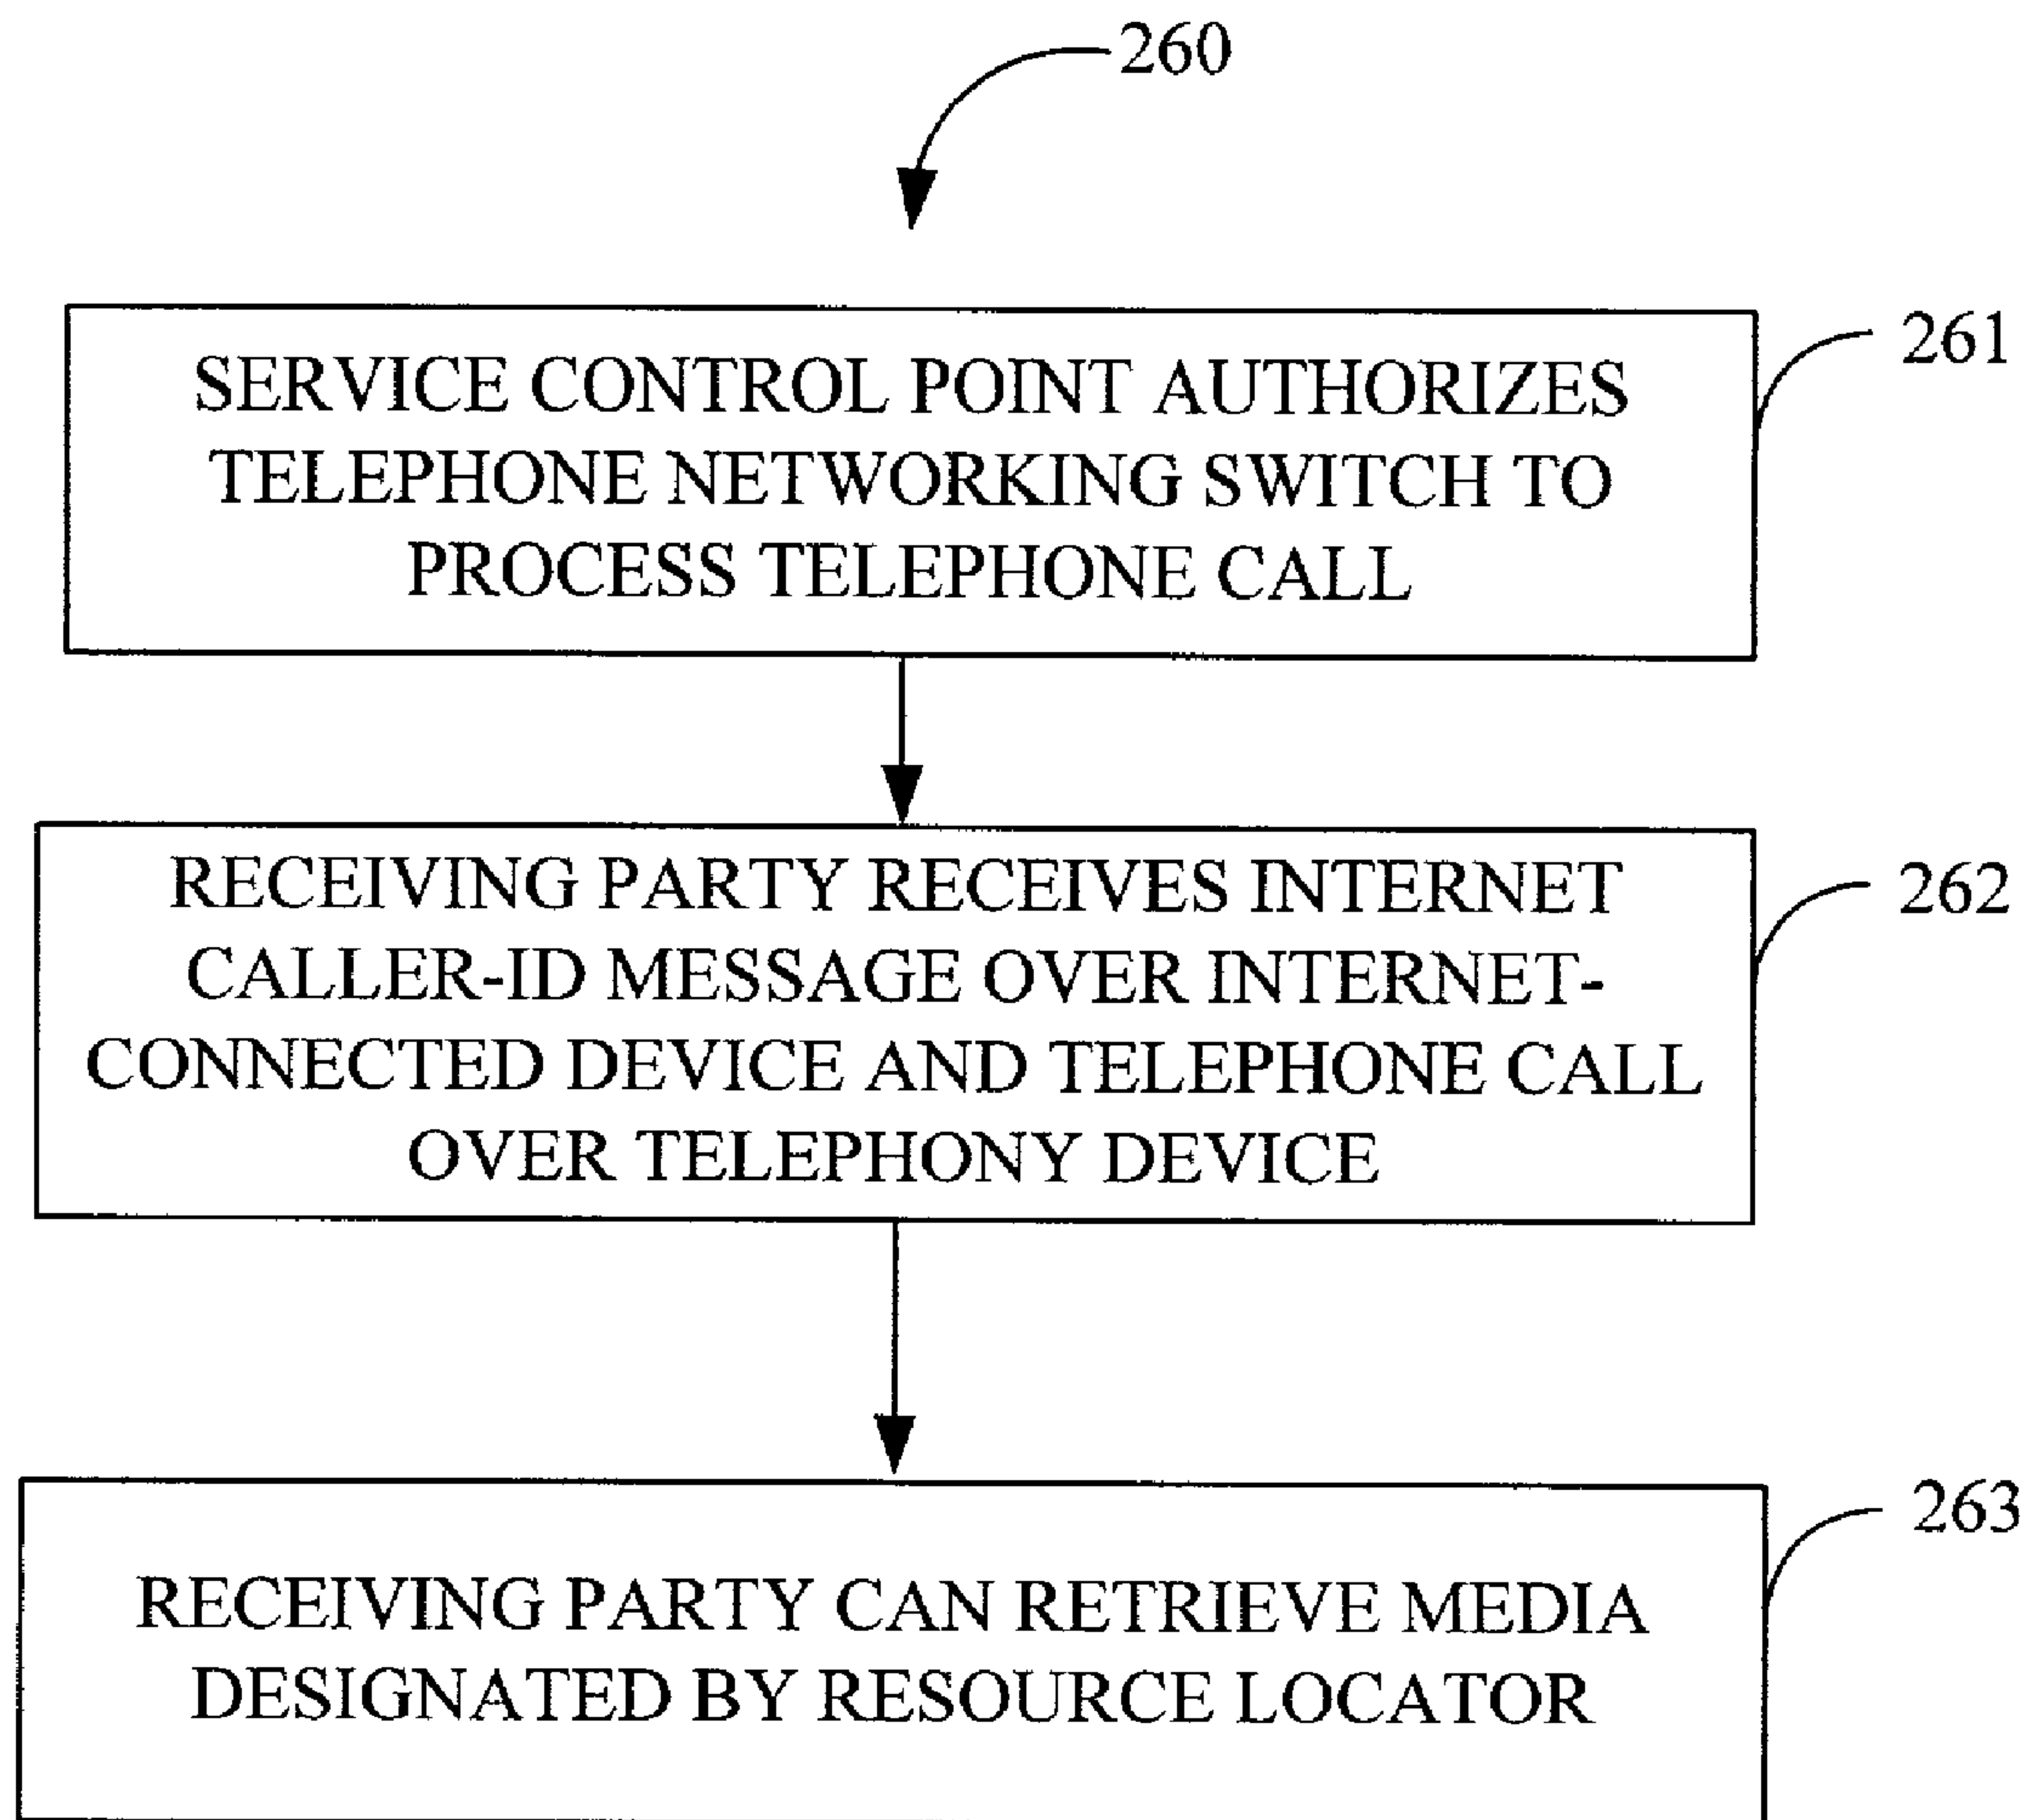 260
261
SERVICE CONTROL POINT AUTHORIZES
TELEPHONE NETWORKING SWITCH TO
PROCESS TELEPHONE CALL
262
RECEIVING PARTY RECEIVES INTERNET
CALLER-ID MESSAGE OVER INTERNET-
CONNECTED DEVICE AND TELEPHONE CALL
OVER TELEPHONY DEVICE
263
RECEIVING PARTY CAN RETRIEVE MEDIA
DESIGNATED BY RESOURCE LOCATOR